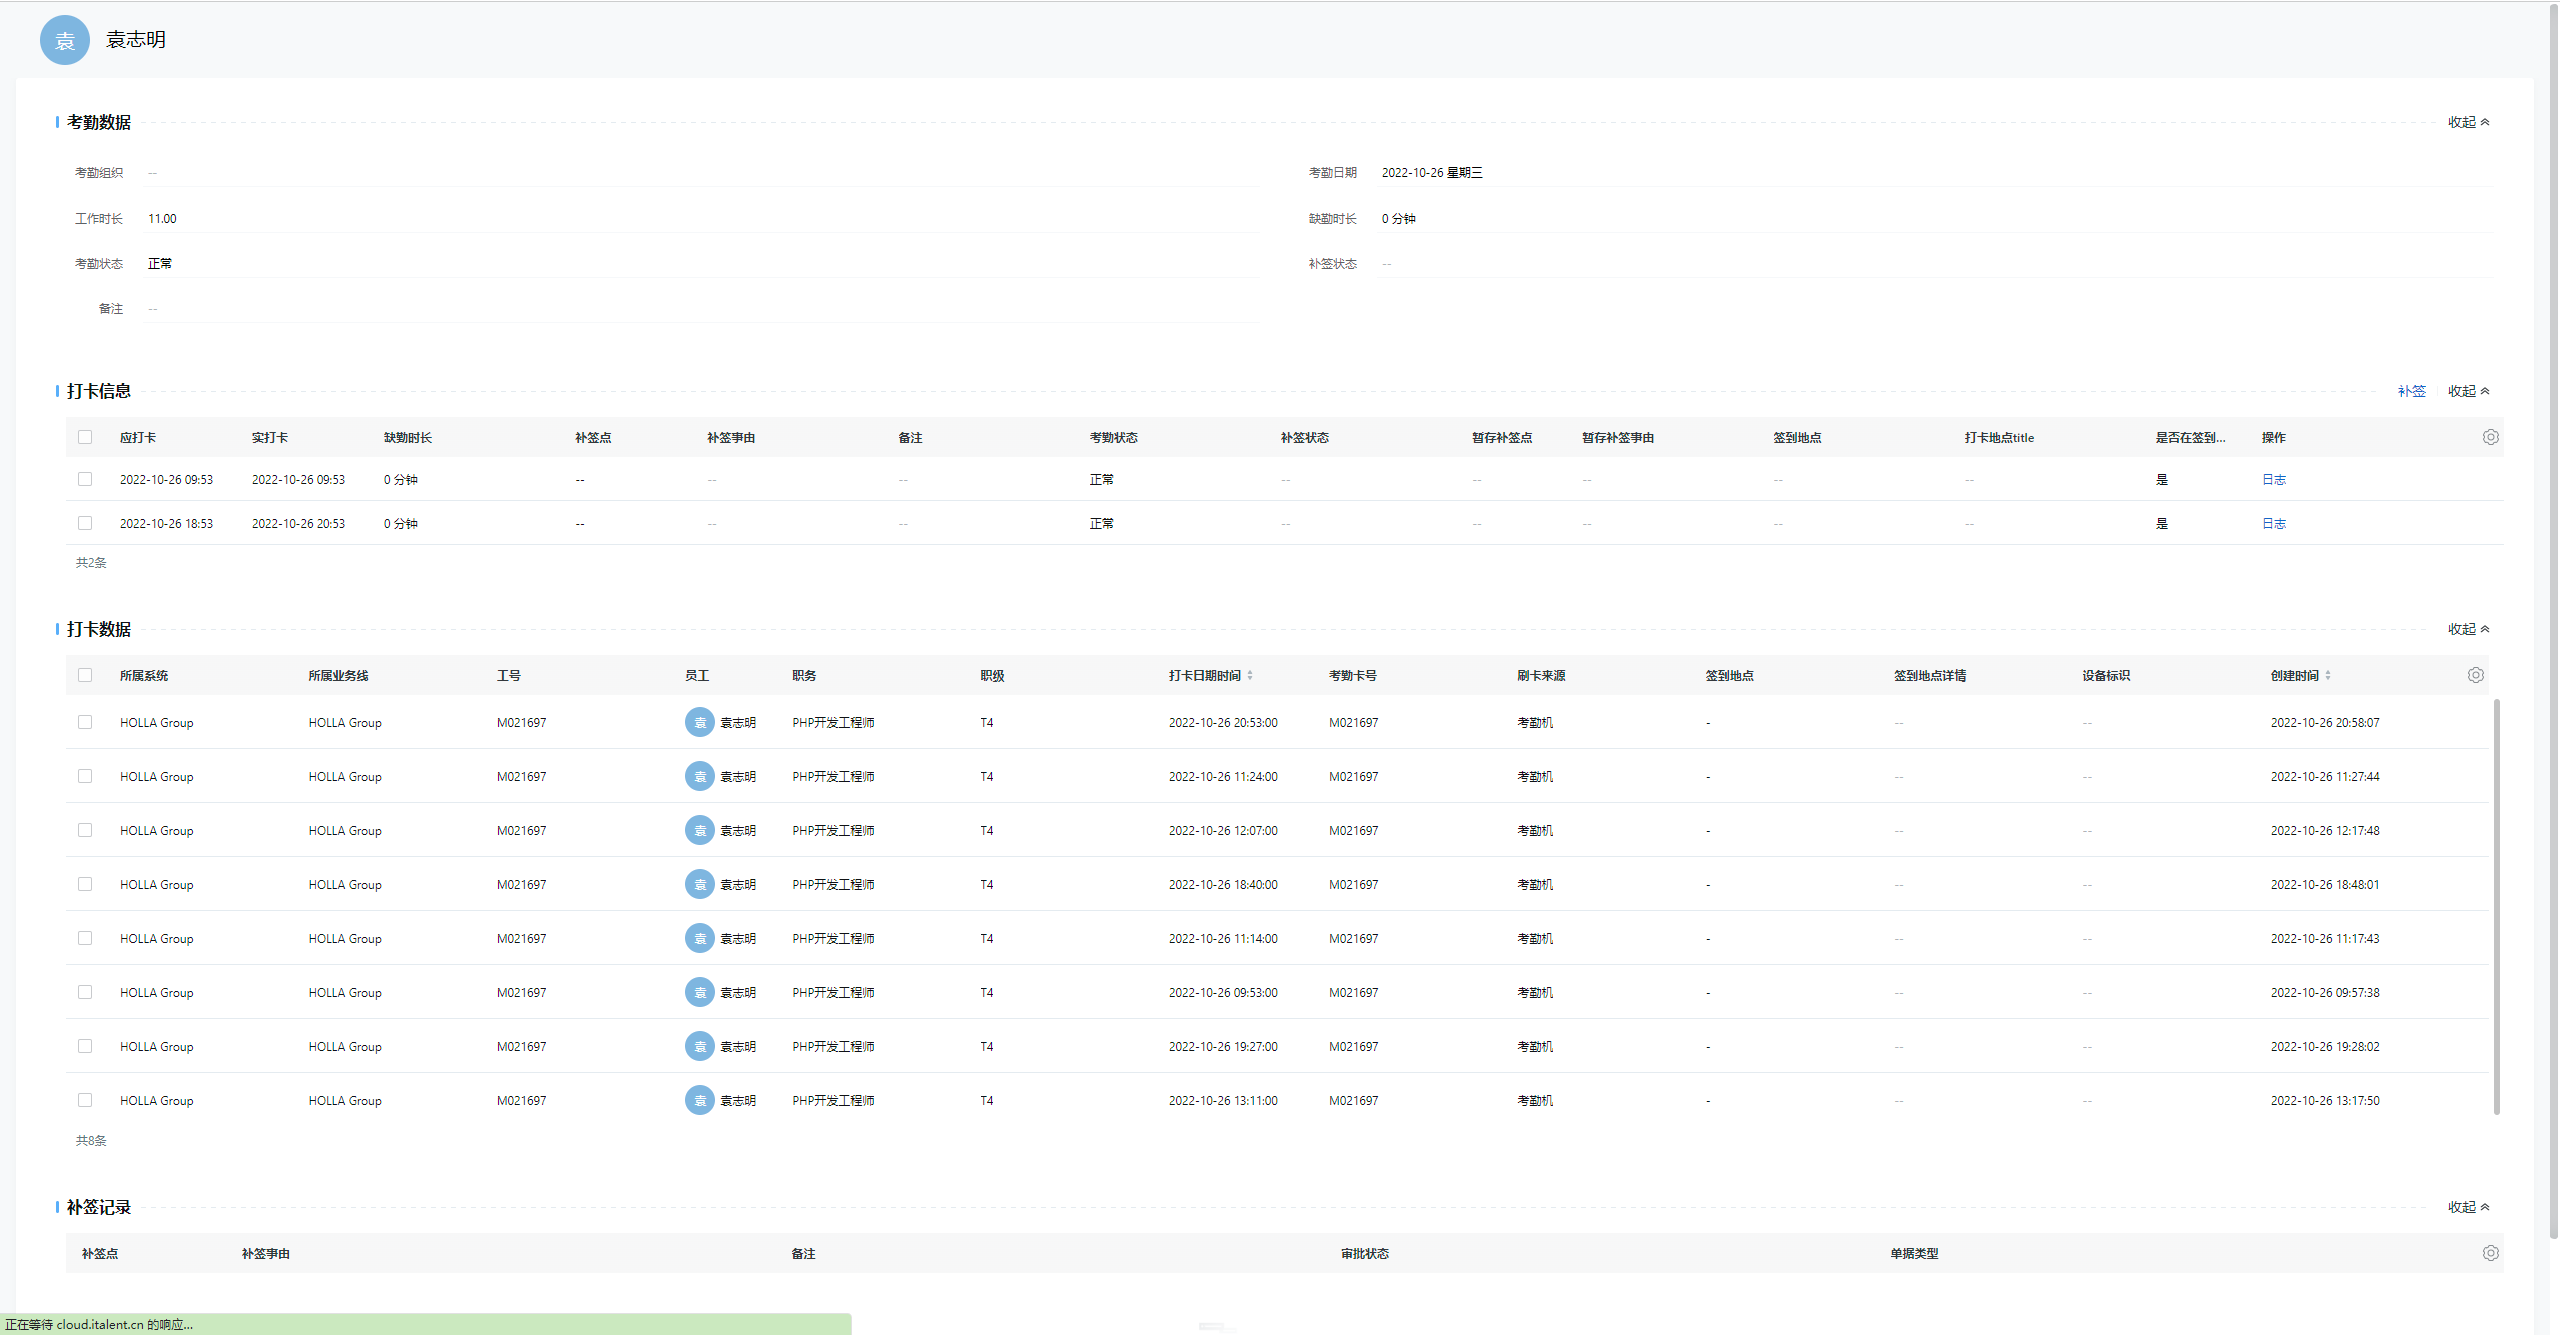 袁 袁志明
考勤数据 收起
考勤组织 -- 考勤日期 2022-10-26 星期三
工作时长 11.00 缺勤时长 0 分钟
考勤状态 正常 补签状态 --
备注 --
打卡信息 补签 收起
应打卡 实打卡 缺勤时长 补签点 补签事由 备注 考勤状态 补签状态 暂存补签点 暂存补签事由 签到地点 打卡地点title 是否在签到... 操作
2022-10-26 09:53 2022-10-26 09:53 0 分钟 -- -- -- 正常 -- -- -- -- -- 是 日志
2022-10-26 18:53 2022-10-26 20:53 0 分钟 -- -- -- 正常 -- -- -- -- -- 是 日志
共2条
打卡数据 收起
所属系统 所属业务线 工号 员工 职务 职级 打卡日期时间 考勤卡号 刷卡来源 签到地点 签到地点详情 设备标识 创建时间
HOLLA Group HOLLA Group M021697 袁 袁志明 PHP开发工程师 T4 2022-10-26 20:53:00 M021697 考勤机 - -- -- 2022-10-26 20:58:07
HOLLA Group HOLLA Group M021697 袁 袁志明 PHP开发工程师 T4 2022-10-26 11:24:00 M021697 考勤机 - -- -- 2022-10-26 11:27:44
HOLLA Group HOLLA Group M021697 袁 袁志明 PHP开发工程师 T4 2022-10-26 12:07:00 M021697 考勤机 - -- -- 2022-10-26 12:17:48
HOLLA Group HOLLA Group M021697 袁 袁志明 PHP开发工程师 T4 2022-10-26 18:40:00 M021697 考勤机 - -- -- 2022-10-26 18:48:01
HOLLA Group HOLLA Group M021697 袁 袁志明 PHP开发工程师 T4 2022-10-26 11:14:00 M021697 考勤机 - -- -- 2022-10-26 11:17:43
HOLLA Group HOLLA Group M021697 袁 袁志明 PHP开发工程师 T4 2022-10-26 09:53:00 M021697 考勤机 - -- -- 2022-10-26 09:57:38
HOLLA Group HOLLA Group M021697 袁 袁志明 PHP开发工程师 T4 2022-10-26 19:27:00 M021697 考勤机 - -- -- 2022-10-26 19:28:02
HOLLA Group HOLLA Group M021697 袁 袁志明 PHP开发工程师 T4 2022-10-26 13:11:00 M021697 考勤机 - -- -- 2022-10-26 13:17:50
共8条
补签记录 收起
补签点 补签事由 备注 审批状态 单据类型
正在等待 cloud.italent.cn 的响应...